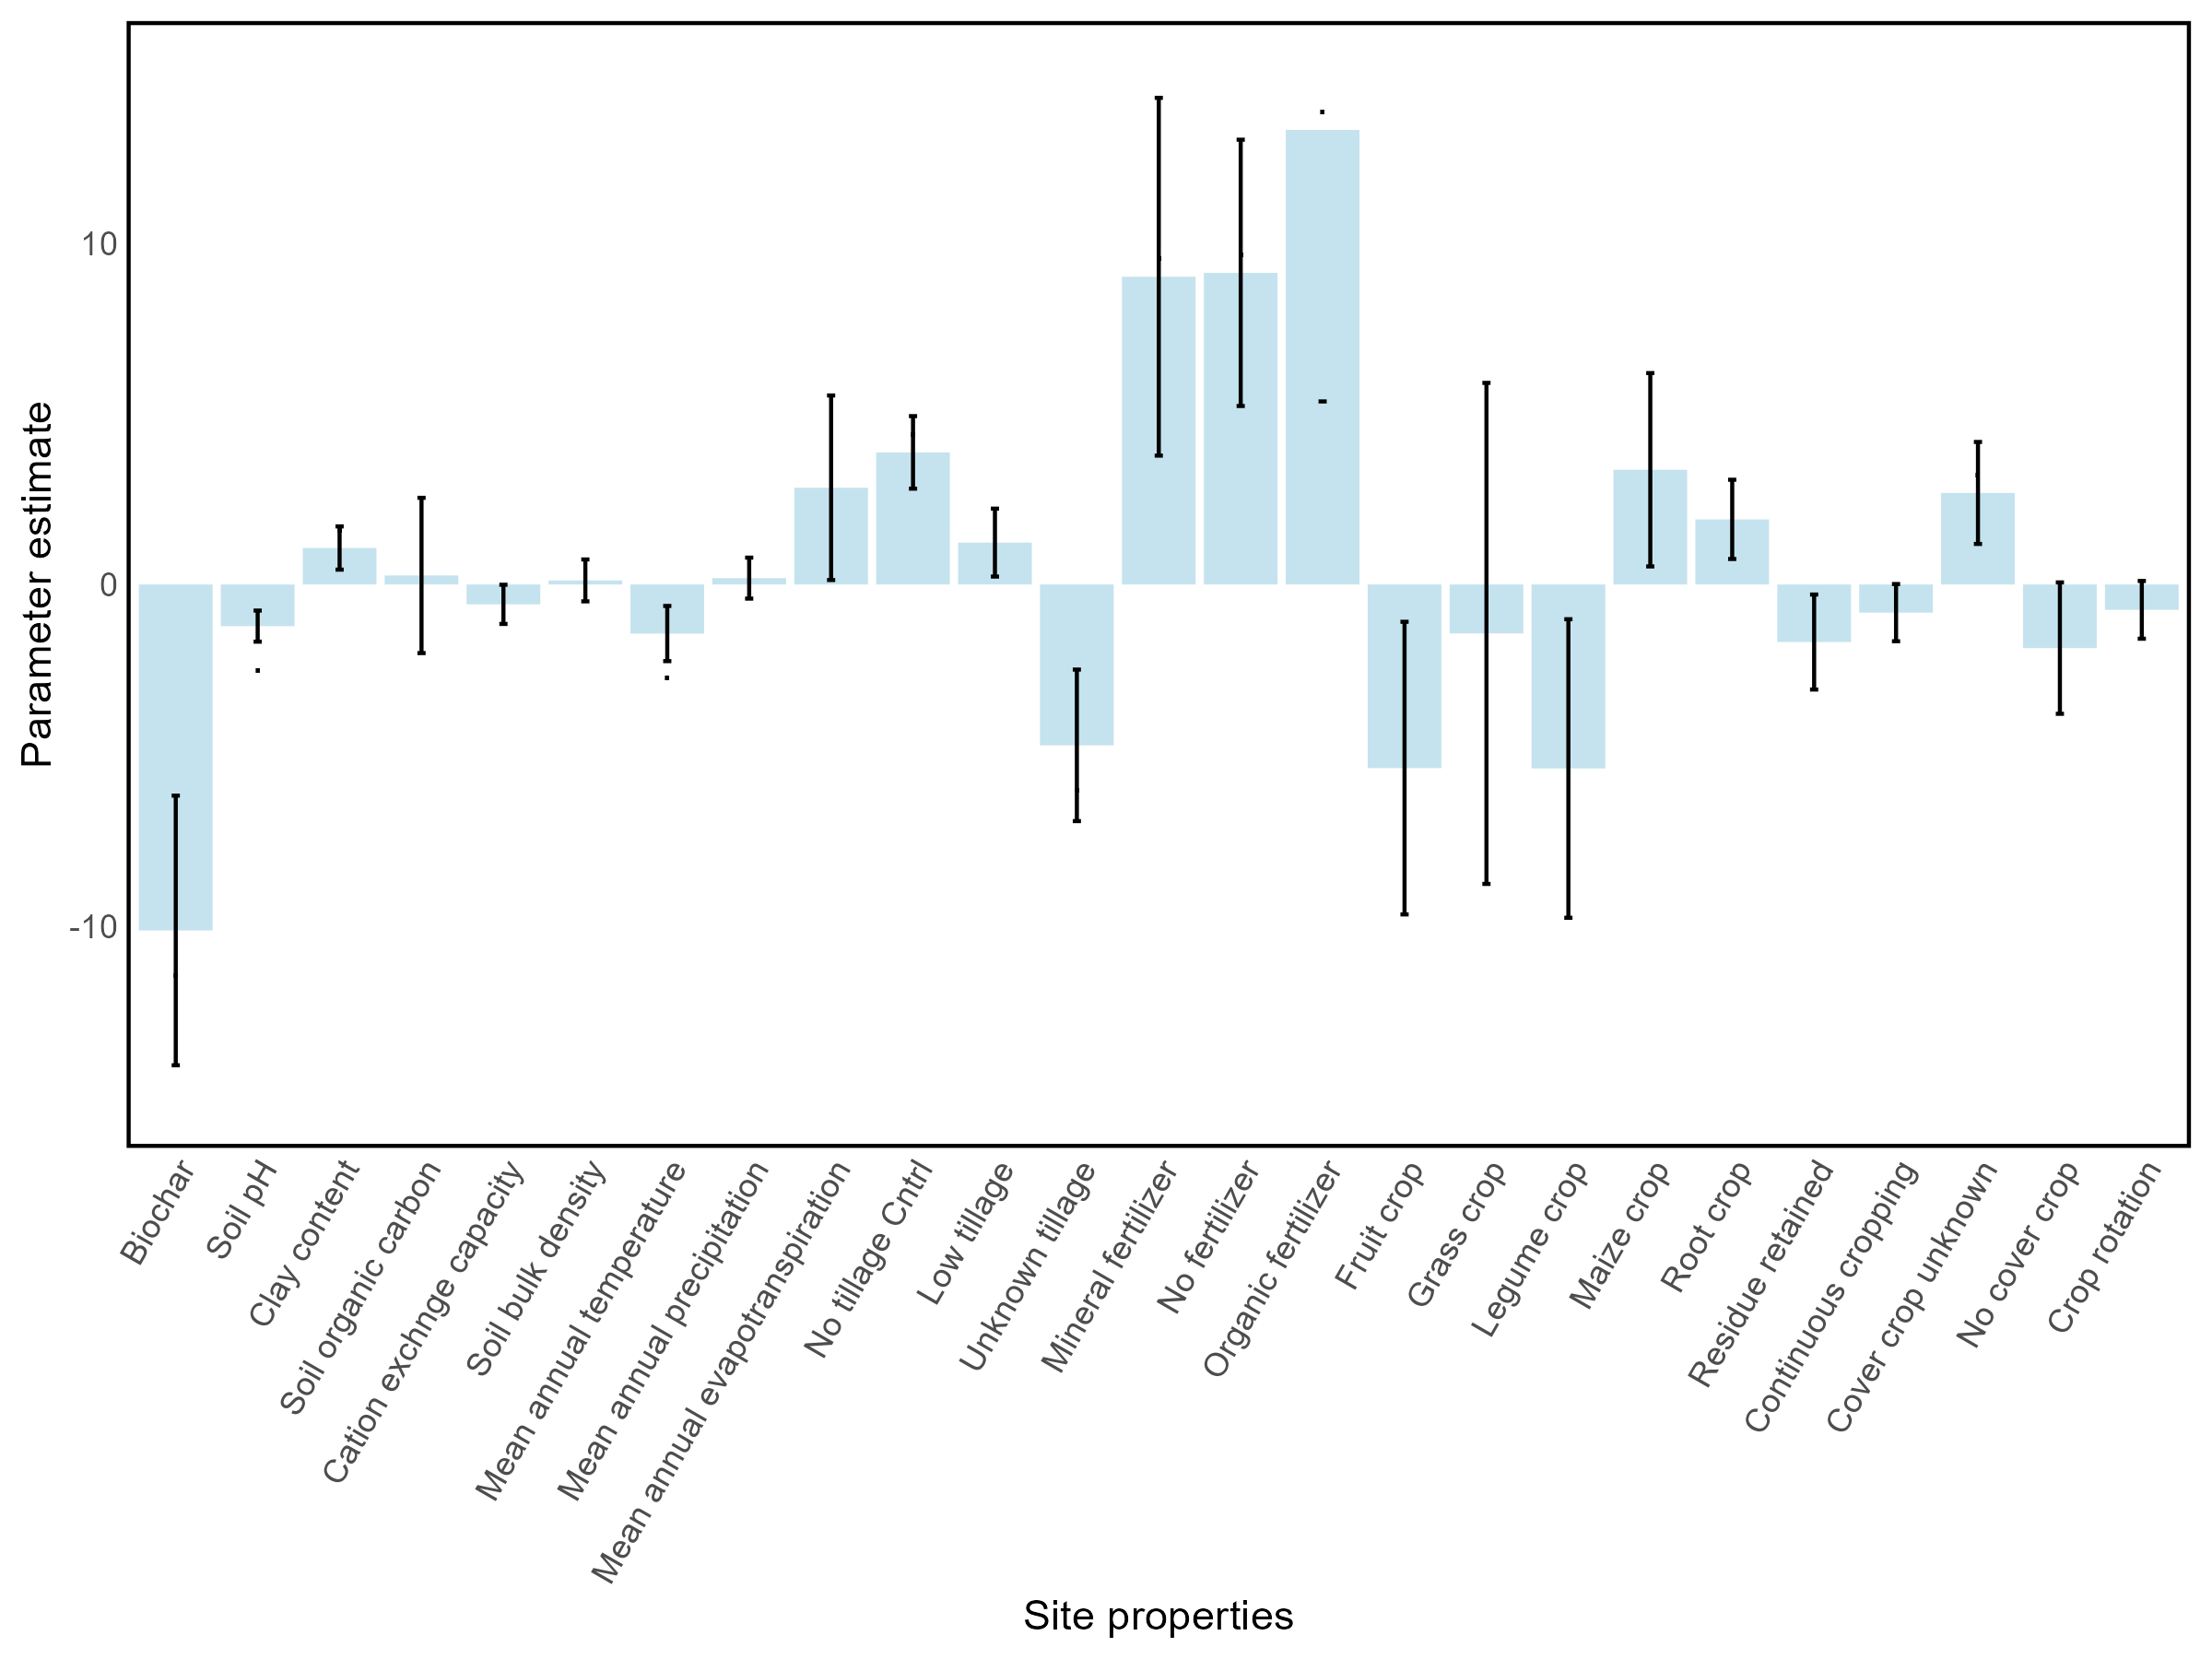 Parameter estimate
10
0
-10
Biochar
Soil pH
Clay content
Soil organic carbon
Cation exchnge capacity
Soil bulk density
Mean annual temperature
Mean annual precipitation
Mean annual evapotranspiration
No tillage Cntrl
Low tillage
Unknown tillage
Mineral fertilizer
No fertilizer
Organic fertilizer
Fruit crop
Grass crop
Legume crop
Maize crop
Root crop
Residue retained
Continuous cropping
Cover crop unknown
No cover crop
Crop rotation
Site properties